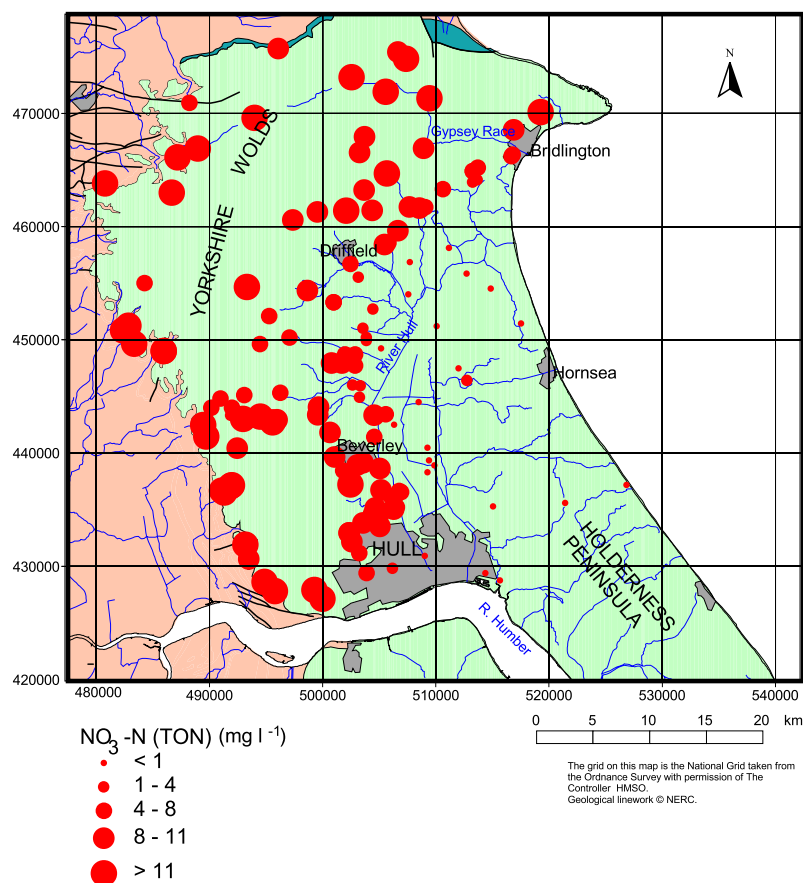 N
470000
460000
450000
440000
430000
420000
480000
490000
500000
510000
520000
530000
540000
YORKSHIRE WOLDS
Gypsey Race
Bridlington
Driffield
River Hull
Hornsea
Beverley
HULL
HOLDERNESS
PENINSULA
R. Humber
0 5 10 15 20 km
NO3 -N (TON) (mg l -1)
< 1
1 - 4
4 - 8
8 - 11
> 11
The grid on this map is the National Grid taken from
the Ordnance Survey with permission of The
Controller HMSO.
Geological linework © NERC.